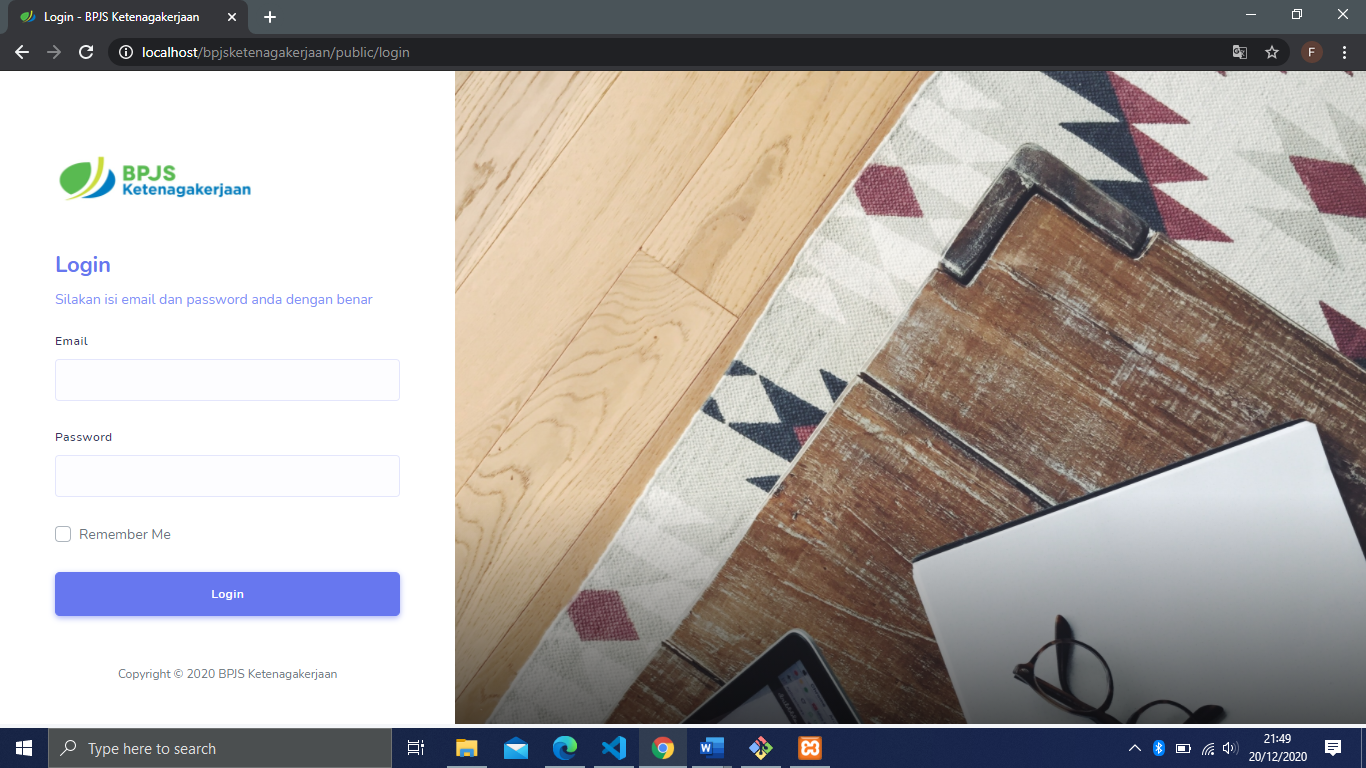 Login - BPJS Ketenagakerjaan
localhost/bpjsketenagakerjaan/public/login
F
BPJS
Ketenagakerjaan
Login
Silakan isi email dan password anda dengan benar
Email
Password
Remember Me
Login
Copyright © 2020 BPJS Ketenagakerjaan
Type here to search
21:49
20/12/2020